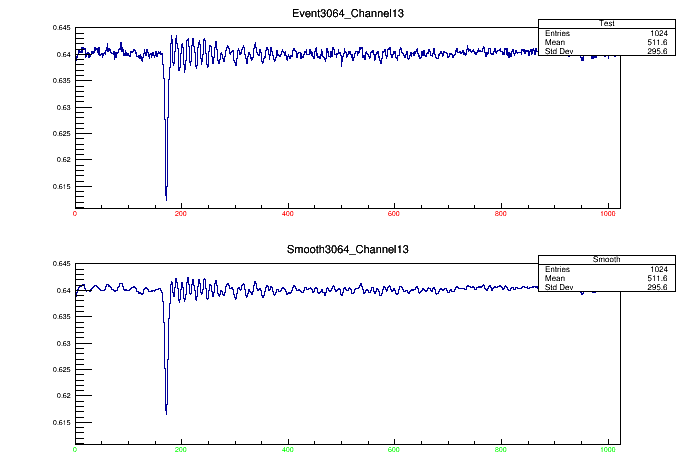 Event3064_Channel13
Test
Entries 1024
Mean 511.6
Std Dev 295.6
0.645
0.64
0.635
0.63
0.625
0.62
0.615
0 200 400 600 800 1000
Smooth3064_Channel13
Smooth
Entries 1024
Mean 511.6
Std Dev 295.6
0.645
0.64
0.635
0.63
0.625
0.62
0.615
0 200 400 600 800 1000